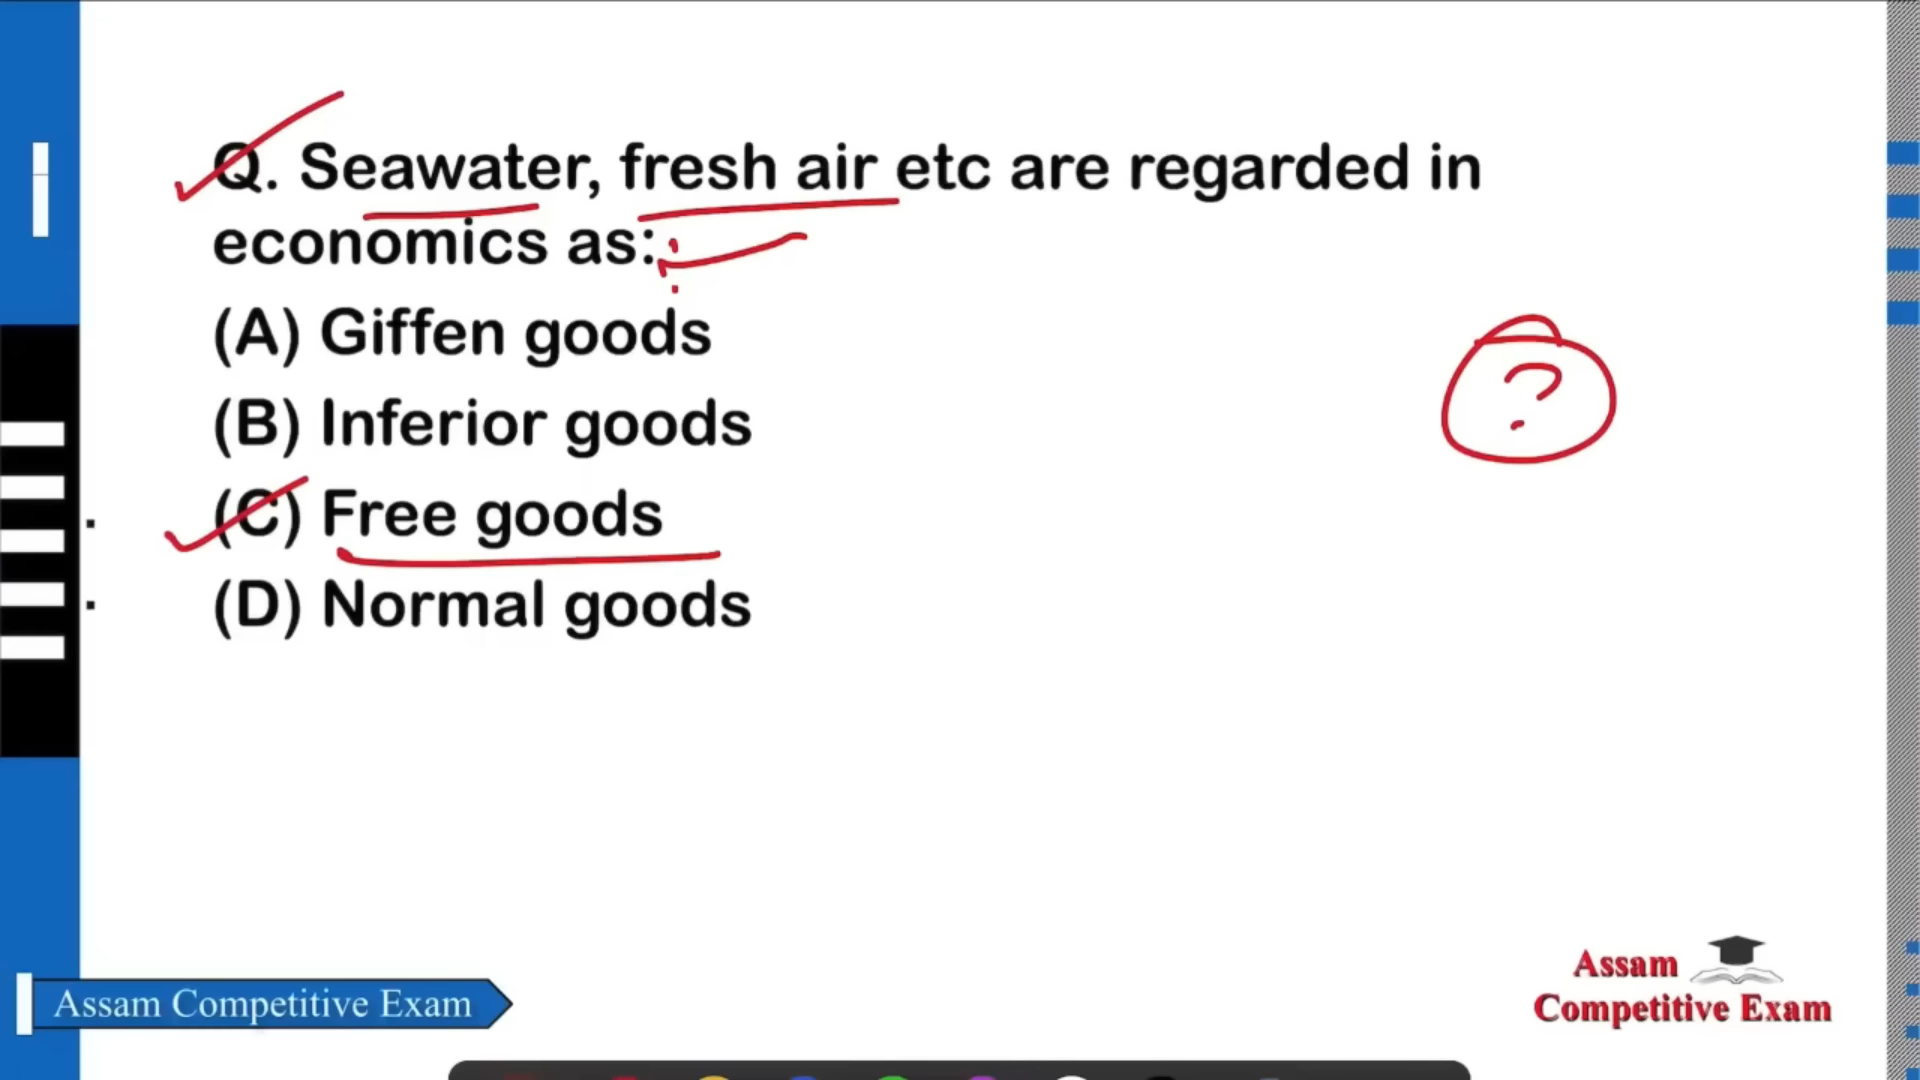 Q. Seawater, fresh air etc are regarded in
economics as:
(A) Giffen goods
(B) Inferior goods
(C) Free goods
(D) Normal goods
?
Assam Competitive Exam
Assam
Competitive Exam